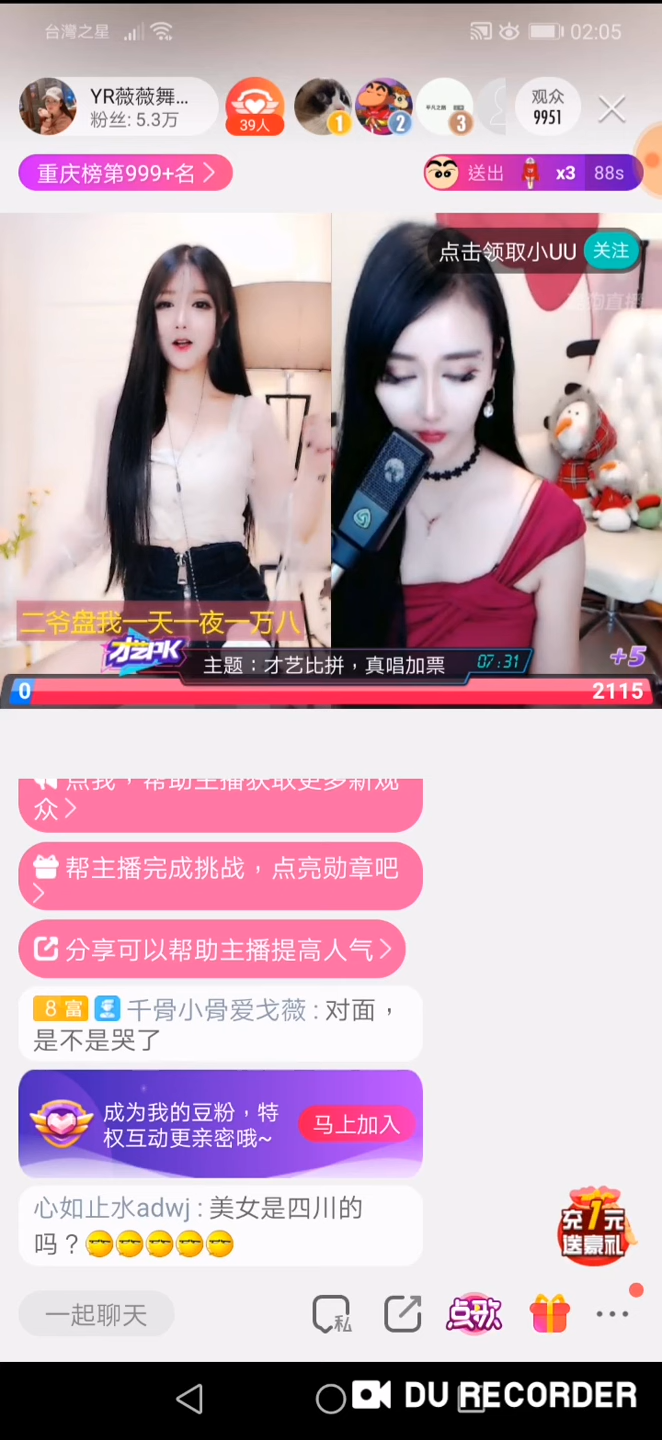 台灣之星
02:05
YR薇薇舞...
粉丝: 5.3万
39人
1
2
3
观众
9951
重庆榜第999+名
送出 x3 88s
点击领取小UU 关注
二爷盘我一天一夜一万八
才艺PK
主题：才艺比拼，真唱加票
07:31
+5
0
2115
点我，帮助主播获取更多新观
众
帮主播完成挑战，点亮勋章吧
分享可以帮助主播提高人气
8 富 千骨小骨爱戈薇 : 对面，
是不是哭了
成为我的豆粉，特
权互动更亲密哦~
马上加入
心如止水adwj : 美女是四川的
吗？
充1元
送豪礼
一起聊天
私
点歌
DU RECORDER